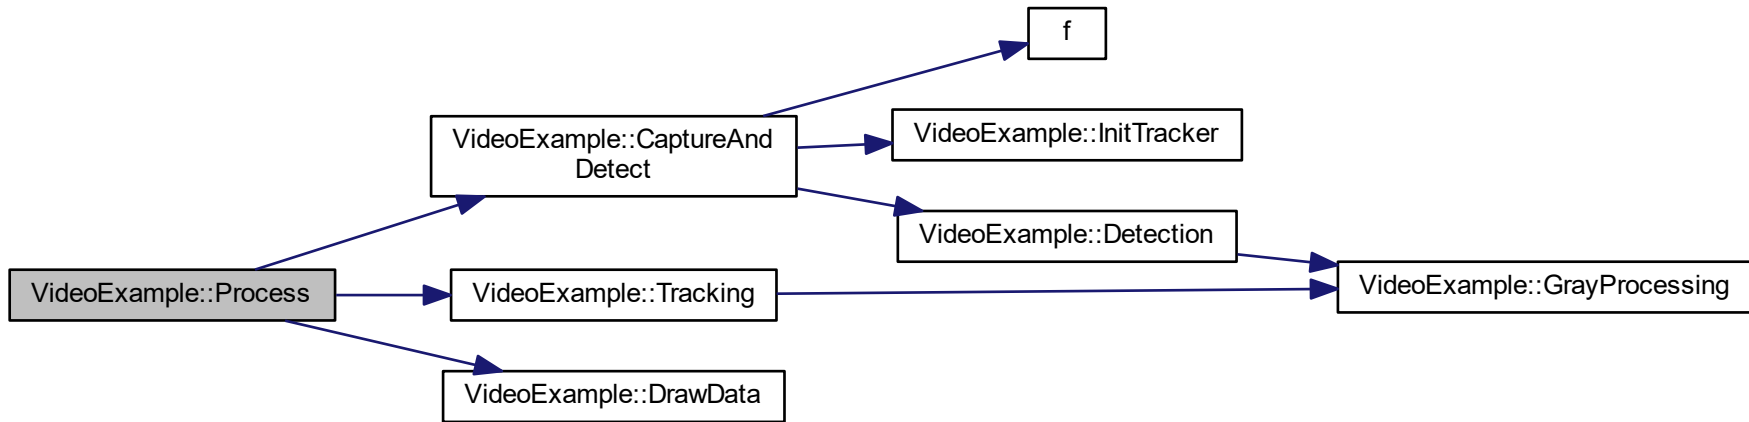 f
VideoExample::CaptureAnd
Detect
VideoExample::InitTracker
VideoExample::Detection
VideoExample::Process
VideoExample::Tracking
VideoExample::GrayProcessing
VideoExample::DrawData